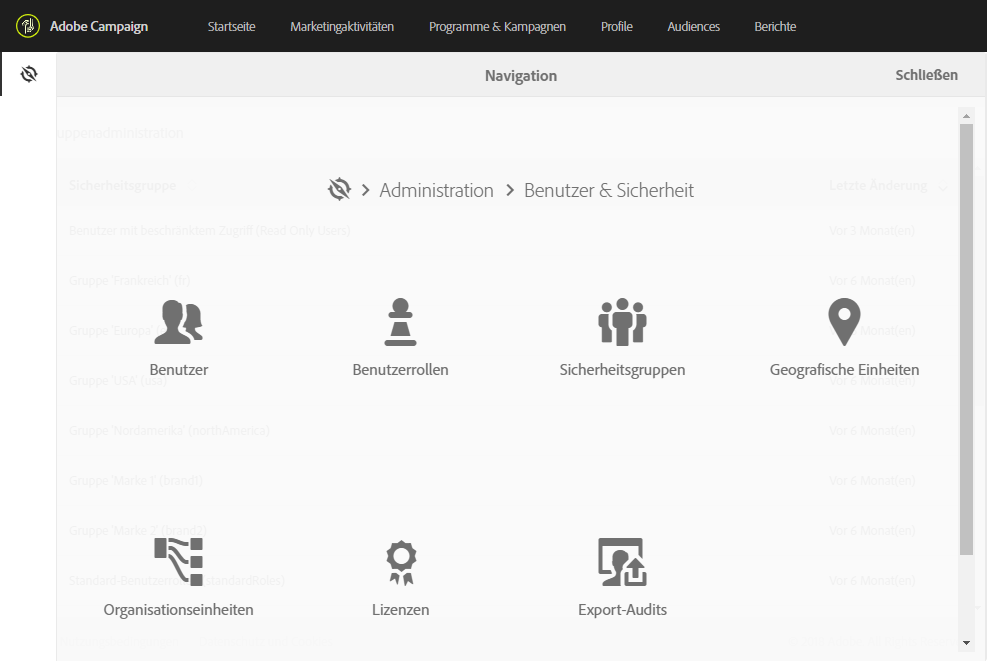 Adobe Campaign Startseite Marketingaktivitäten Programme & Kampagnen Profile Audiences Berichte
Navigation Schließen
uppenadministration
Sicherheitsgruppe Letzte Änderung
Administration Benutzer & Sicherheit
Benutzer mit beschränktem Zugriff (Read Only Users) Vor 3 Monat(en)
Gruppe 'Frankreich' (fr) Vor 6 Monat(en)
Gruppe 'Europa' Monat(en)
Benutzer Benutzerrollen Sicherheitsgruppen Geografische Einheiten
Gruppe 'USA' (usa) Vor 6 Monat(en)
Gruppe 'Nordamerika' (northAmerica) Vor 6 Monat(en)
Gruppe 'Marke 1' (brand1) Vor 6 Monat(en)
Gruppe 'Marke 2' (brand2) Vor 6 Monat(en)
Standard-Benutzer standardRoles) Vor 6 Monat(en)
Organisationseinheiten Lizenzen Export-Audits